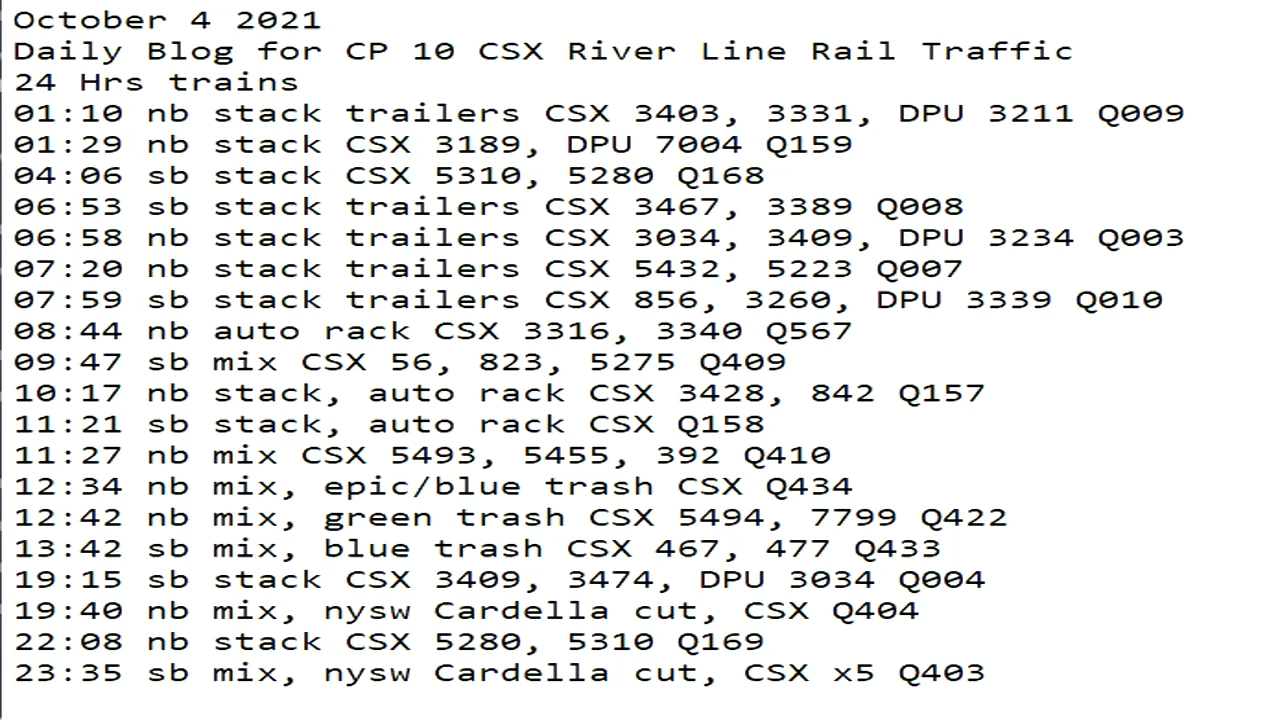 October 4 2021
Daily Blog for CP 10 CSX River Line Rail Traffic
24 Hrs trains
01:10 nb stack trailers CSX 3403, 3331, DPU 3211 Q009
01:29 nb stack CSX 3189, DPU 7004 Q159
04:06 sb stack CSX 5310, 5280 Q168
06:53 sb stack trailers CSX 3467, 3389 Q008
06:58 nb stack trailers CSX 3034, 3409, DPU 3234 Q003
07:20 nb stack trailers CSX 5432, 5223 Q007
07:59 sb stack trailers CSX 856, 3260, DPU 3339 Q010
08:44 nb auto rack CSX 3316, 3340 Q567
09:47 sb mix CSX 56, 823, 5275 Q409
10:17 nb stack, auto rack CSX 3428, 842 Q157
11:21 sb stack, auto rack CSX Q158
11:27 nb mix CSX 5493, 5455, 392 Q410
12:34 nb mix, epic/blue trash CSX Q434
12:42 nb mix, green trash CSX 5494, 7799 Q422
13:42 sb mix, blue trash CSX 467, 477 Q433
19:15 sb stack CSX 3409, 3474, DPU 3034 Q004
19:40 nb mix, nysw Cardella cut, CSX Q404
22:08 nb stack CSX 5280, 5310 Q169
23:35 sb mix, nysw Cardella cut, CSX x5 Q403